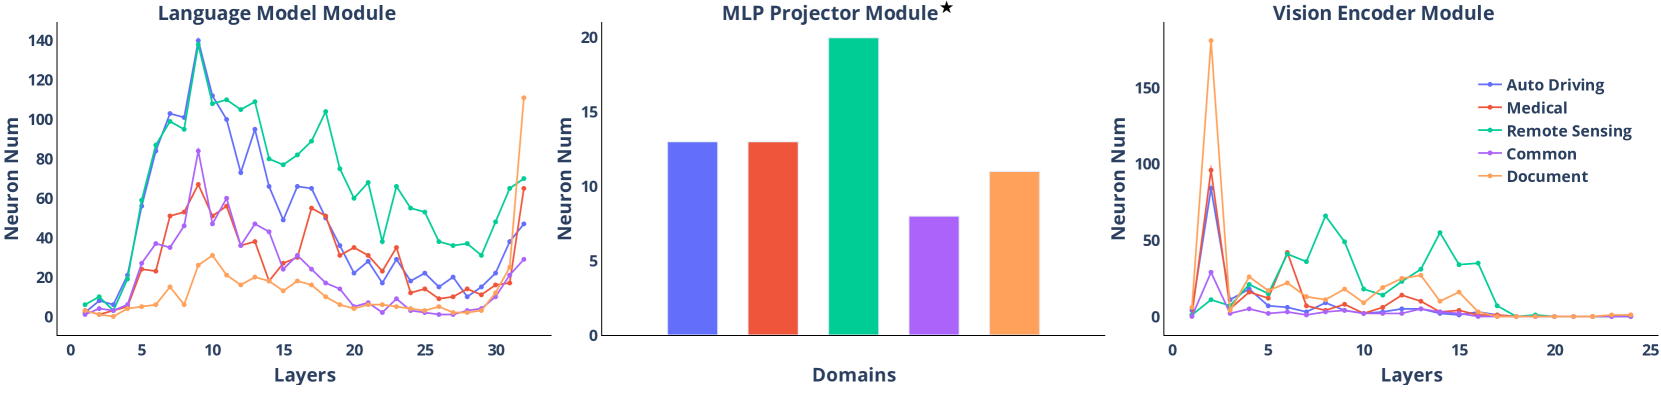 Language Model Module
140
120
100
80
60
40
20
0
Neuron Num
0 5 10 15 20 25 30
Layers
MLP Projector Module★
20
15
10
5
0
Neuron Num
Domains
Vision Encoder Module
150
100
50
0
Neuron Num
0 5 10 15 20 25
Layers
Auto Driving
Medical
Remote Sensing
Common
Document